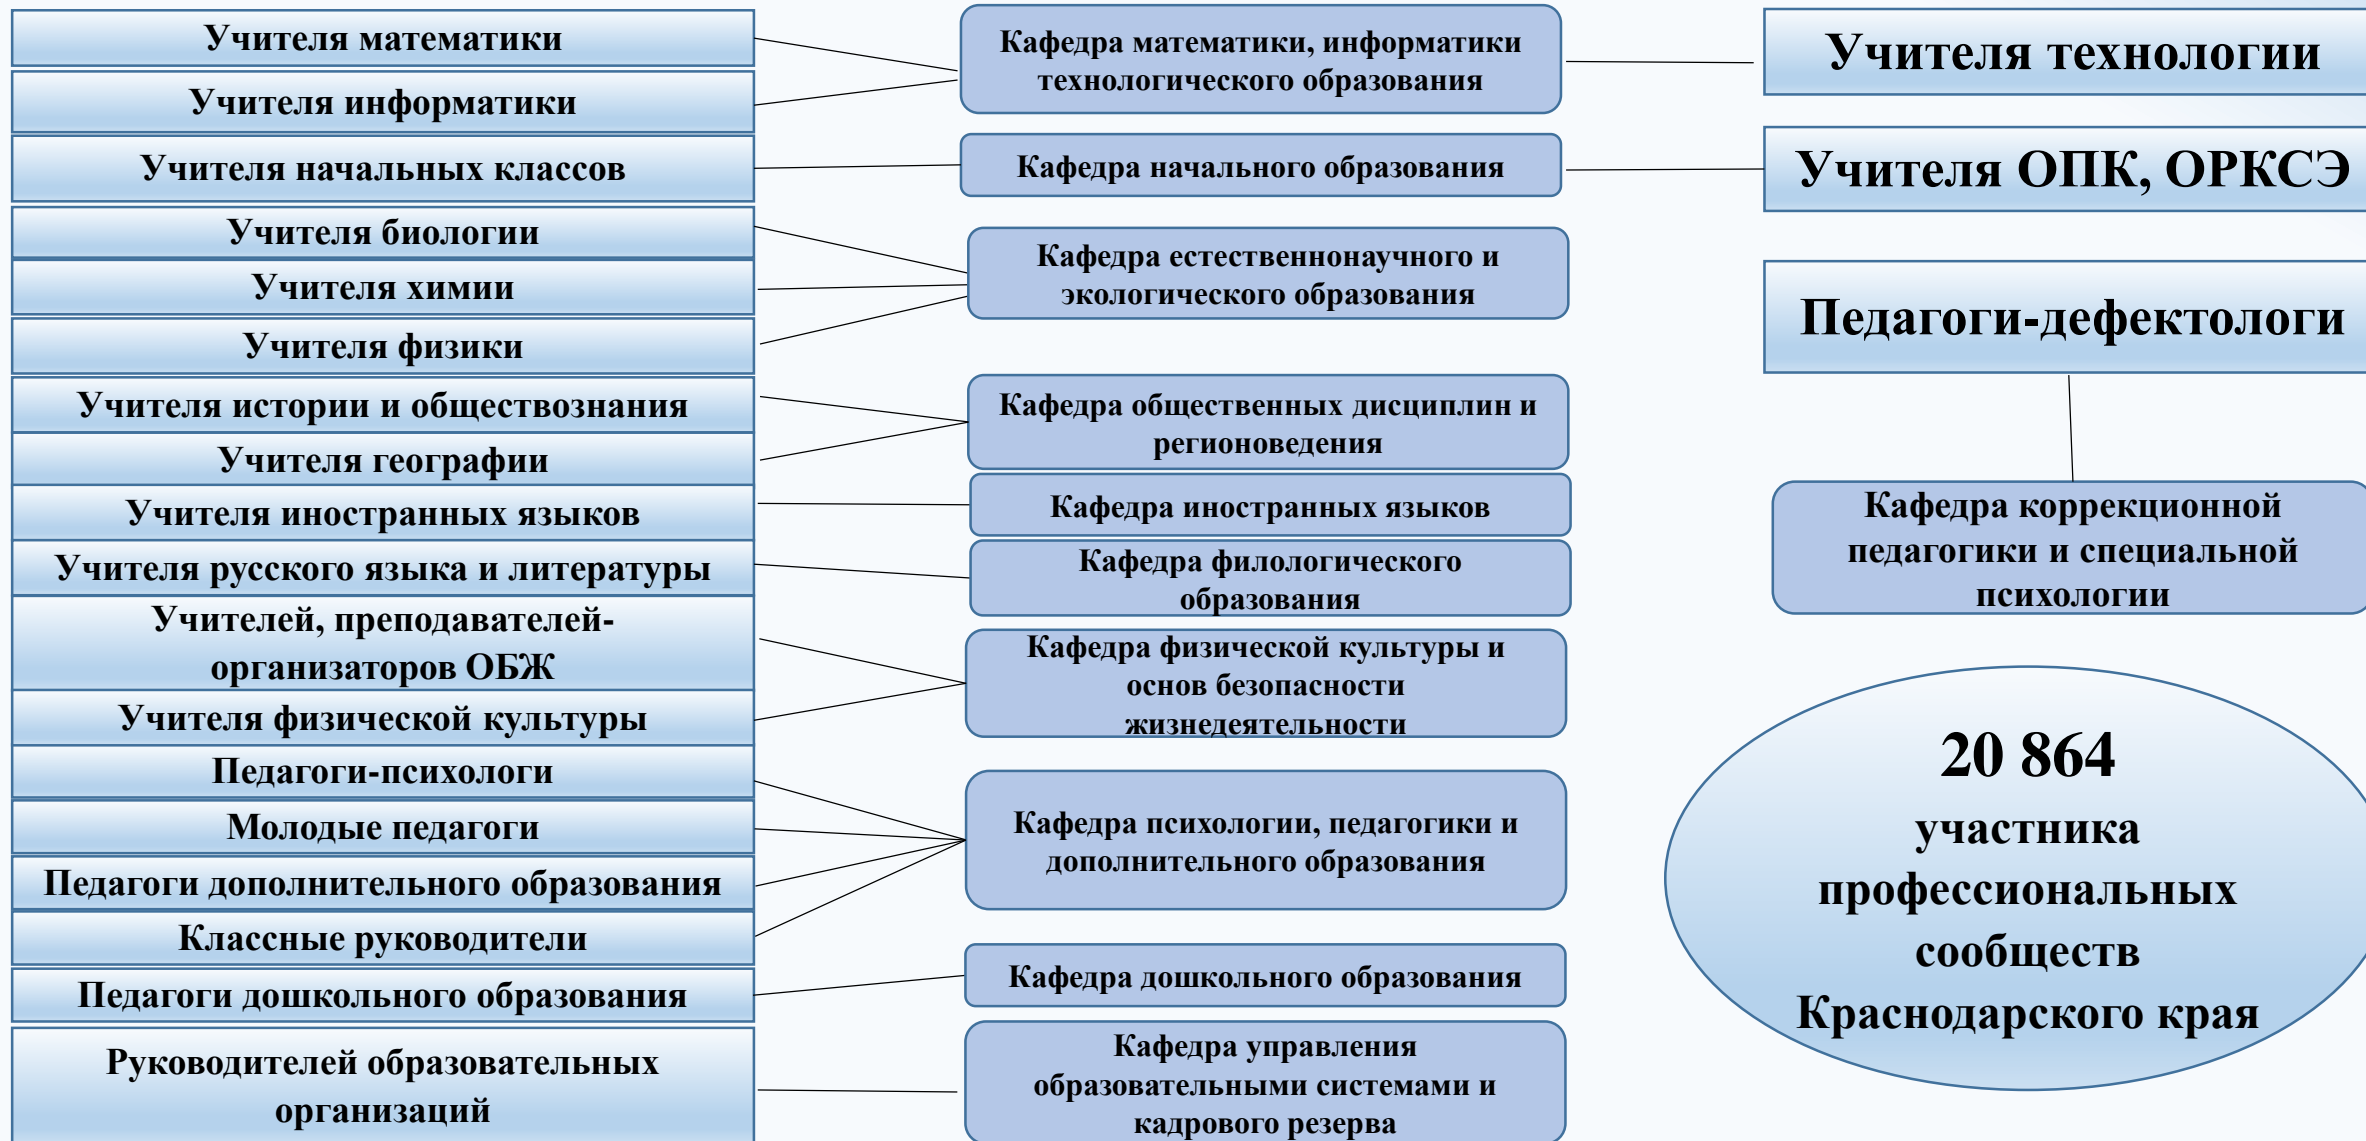 Учителя математики
Учителя информатики
Учителя начальных классов
Учителя биологии
Учителя химии
Учителя физики
Учителя истории и обществознания
Учителя географии
Учителя иностранных языков
Учителя русского языка и литературы
Учителей, преподавателей-
организаторов ОБЖ
Учителя физической культуры
Педагоги-психологи
Молодые педагоги
Педагоги дополнительного образования
Классные руководители
Педагоги дошкольного образования
Руководителей образовательных
организаций
Кафедра математики, информатики
технологического образования
Кафедра начального образования
Кафедра естественнонаучного и
экологического образования
Кафедра общественных дисциплин и
регионоведения
Кафедра иностранных языков
Кафедра филологического
образования
Кафедра физической культуры и
основ безопасности
жизнедеятельности
Кафедра психологии, педагогики и
дополнительного образования
Кафедра дошкольного образования
Кафедра управления
образовательными системами и
кадрового резерва
Учителя технологии
Учителя ОПК, ОРКСЭ
Педагоги-дефектологи
Кафедра коррекционной
педагогики и специальной
психологии
20 864
участника
профессиональных
сообществ
Краснодарского края